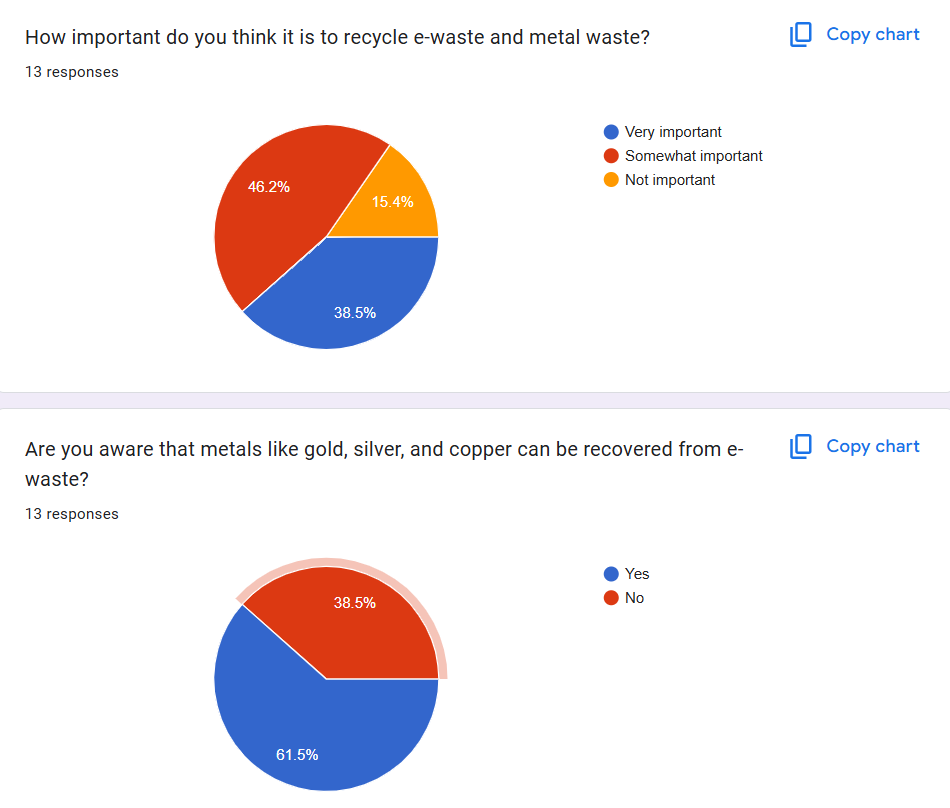 How important do you think it is to recycle e-waste and metal waste?
Copy chart
13 responses
Very important
Somewhat important
Not important
46.2%
15.4%
38.5%
Are you aware that metals like gold, silver, and copper can be recovered from e-
waste?
Copy chart
13 responses
Yes
No
38.5%
61.5%